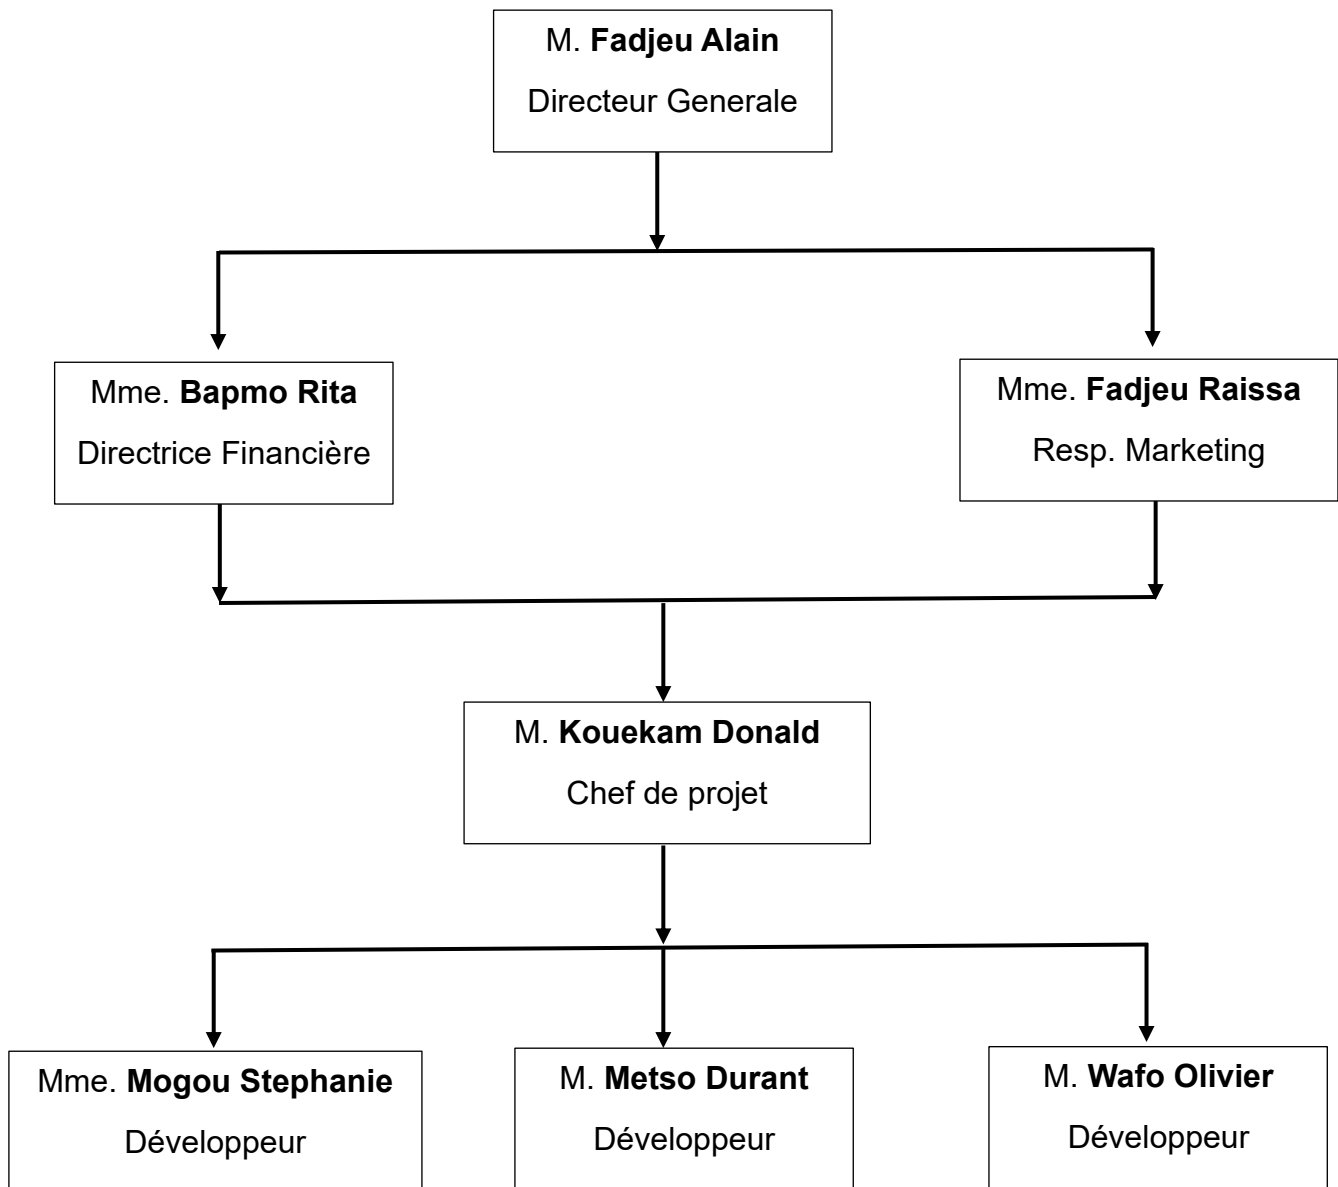 M. Fadjeu Alain
Directeur Generale
Mme. Bapmo Rita
Directrice Financière
Mme. Fadjeu Raissa
Resp. Marketing
M. Kouekam Donald
Chef de projet
Mme. Mogou Stephanie
Développeur
M. Metso Durant
Développeur
M. Wafo Olivier
Développeur